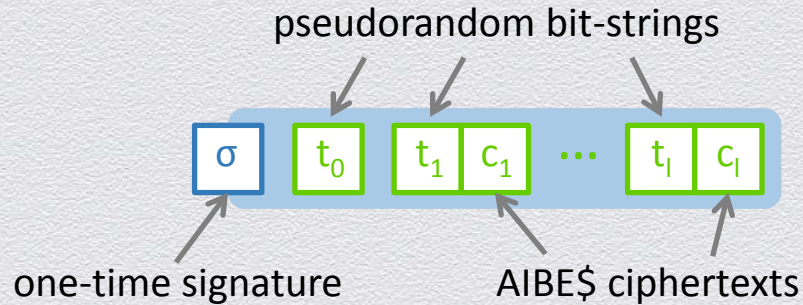 pseudorandom bit-strings
σ t₀ t₁ c₁ ... tₗ cₗ
one-time signature AIBE$ ciphertexts